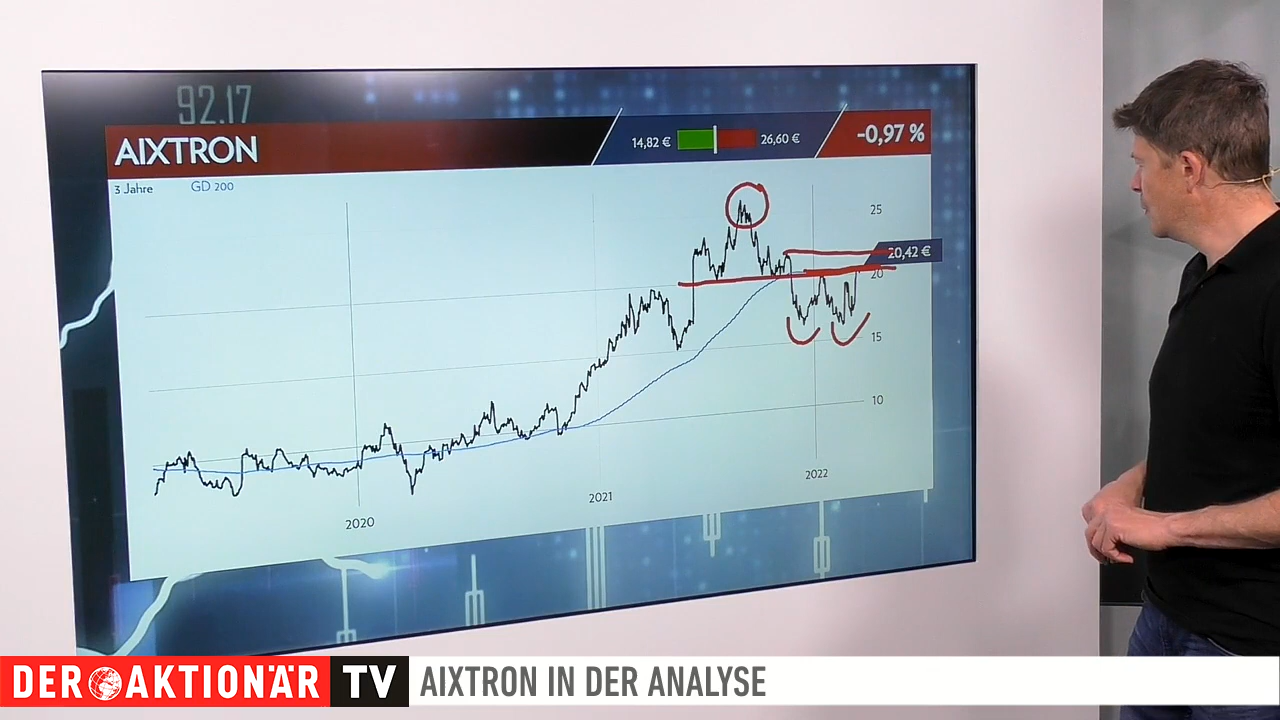 92.17
AIXTRON
14,82 €
26,60 €
-0,97 %
3 Jahre
GD 200
25
20,42 €
20
15
10
2022
2021
2020
DER AKTIONÄR TV
AIXTRON IN DER ANALYSE